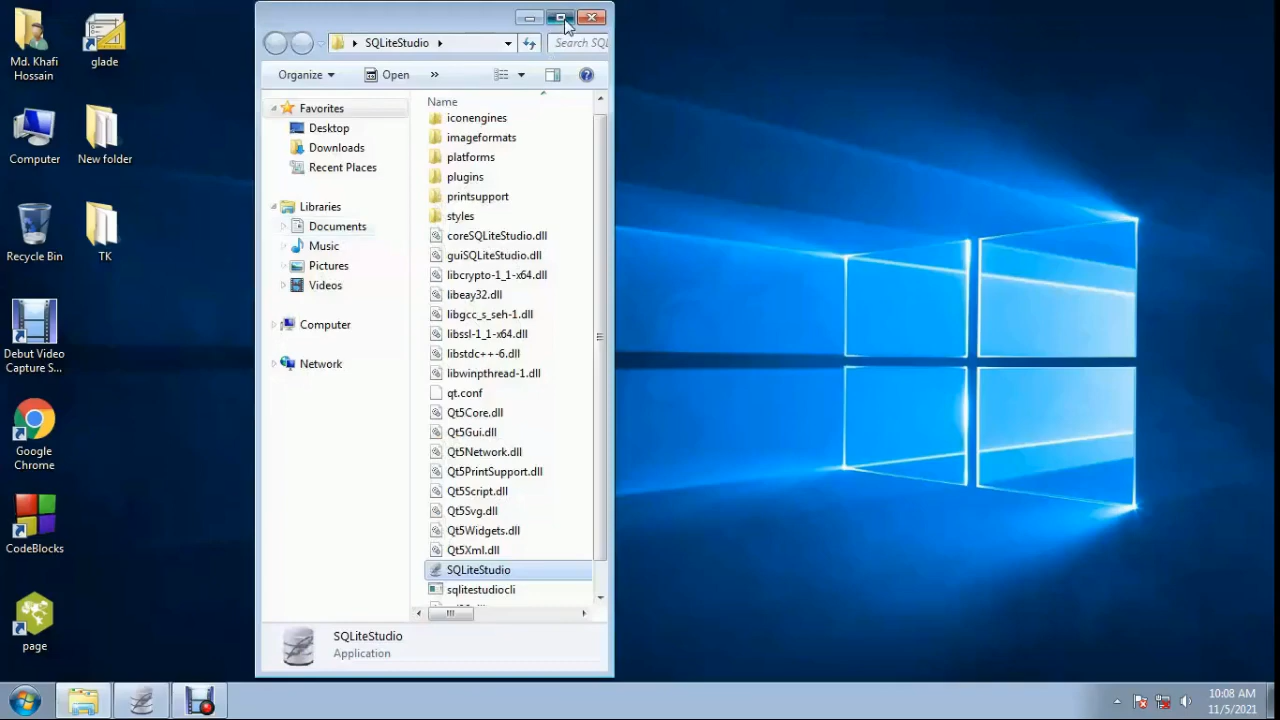 Md. Khafi
Hossain
glade
Computer
New folder
Recycle Bin
TK
Debut Video
Capture S...
Google
Chrome
CodeBlocks
page
SQLiteStudio
Search SQL
Organize
Open
»
Name
Favorites
Desktop
Downloads
Recent Places
Libraries
Documents
Music
Pictures
Videos
Computer
Network
iconengines
imageformats
platforms
plugins
printsupport
styles
coreSQLiteStudio.dll
guiSQLiteStudio.dll
libcrypto-1_1-x64.dll
libeay32.dll
libgcc_s_seh-1.dll
libssl-1_1-x64.dll
libstdc++-6.dll
libwinpthread-1.dll
qt.conf
Qt5Core.dll
Qt5Gui.dll
Qt5Network.dll
Qt5PrintSupport.dll
Qt5Script.dll
Qt5Svg.dll
Qt5Widgets.dll
Qt5Xml.dll
SQLiteStudio
sqlitestudiocli
SQLiteStudio
Application
10:08 AM
11/5/2021